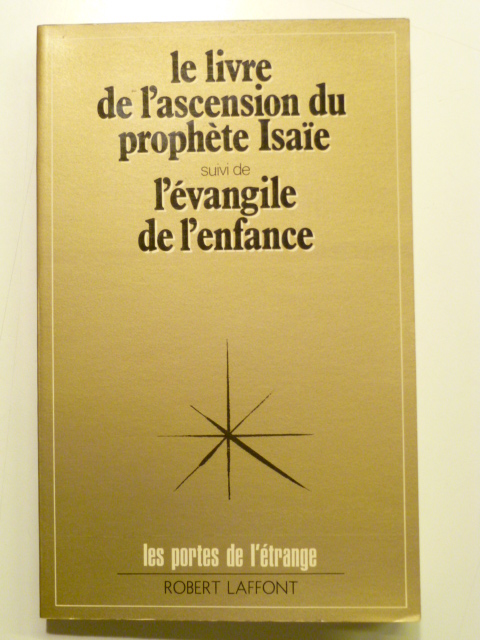 le livre
de l'ascension du
prophète Isaïe
suivi de
l'évangile
de l'enfance
les portes de l'étrange
ROBERT LAFFONT